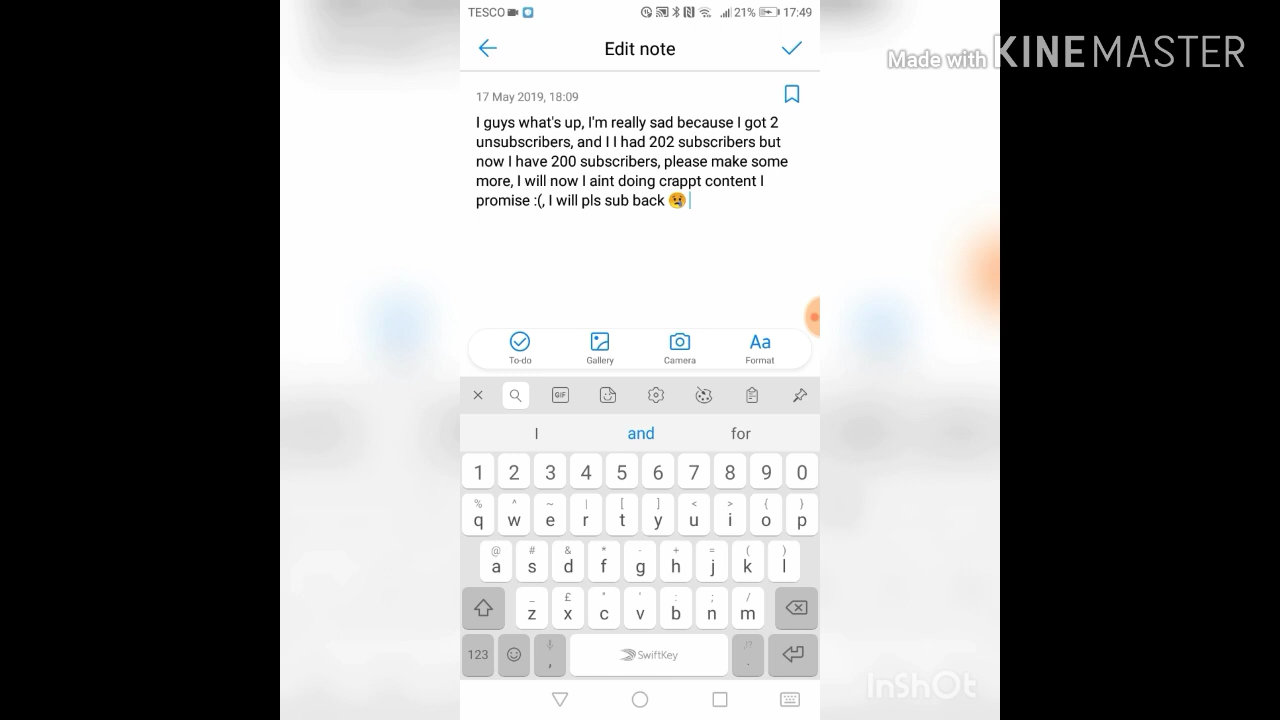 TESCO 21% 17:49
Made with KINEMASTER
Edit note
17 May 2019, 18:09
I guys what's up, I'm really sad because I got 2
unsubscribers, and I I had 202 subscribers but
now I have 200 subscribers, please make some
more, I will now I aint doing crappt content I
promise :(, I will pls sub back 😢
To-do Gallery Camera Format
Aa
GIF
I and for
1 2 3 4 5 6 7 8 9 0
% ^ ~ | [ ] < > { }
q w e r t y u i o p
@ # & * - + = ( )
a s d f g h j k l
_ £ " ' : ; /
z x c v b n m
123 , SwiftKey .
,!?
InShOt